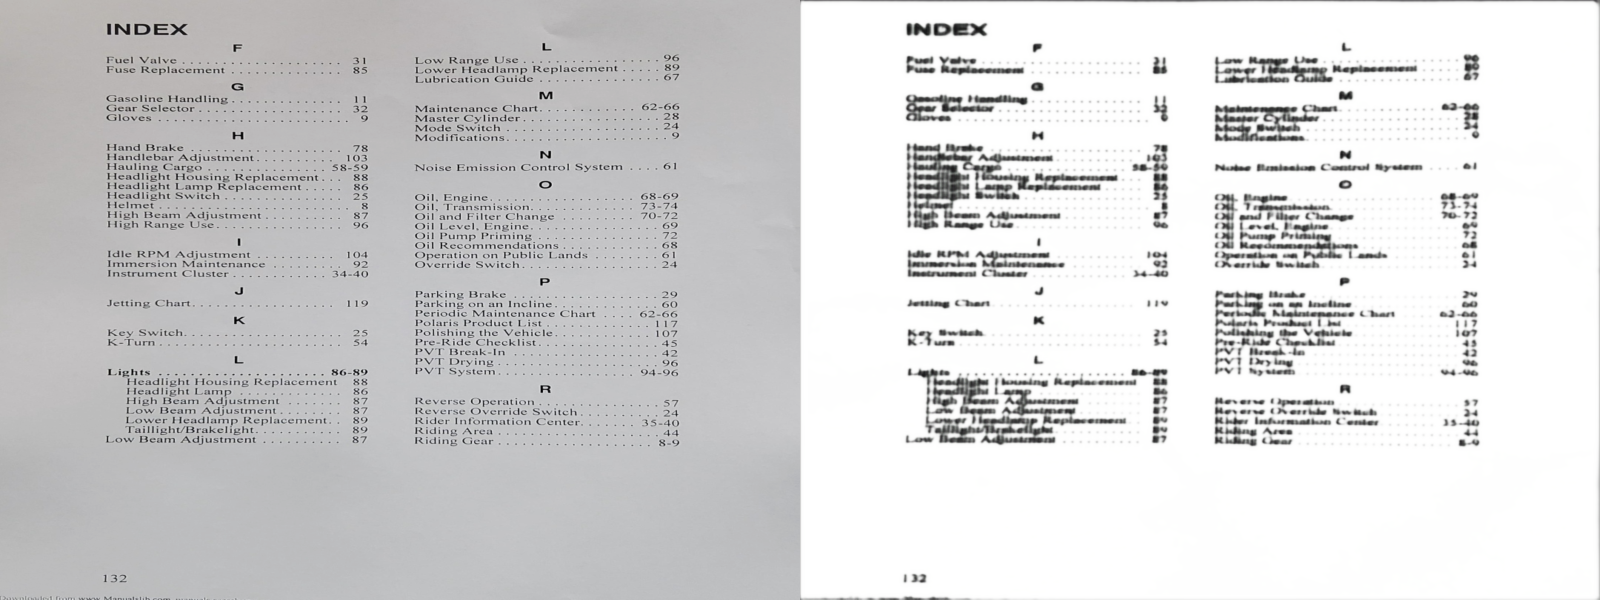 INDEX
F
Fuel Valve . . . . . . . . . . . . . . . . . . . . . 31
Fuse Replacement . . . . . . . . . . . . . . 85
G
Gasoline Handling . . . . . . . . . . . . . . 11
Gear Selector . . . . . . . . . . . . . . . . . . 32
Gloves . . . . . . . . . . . . . . . . . . . . . . . . 9
H
Hand Brake . . . . . . . . . . . . . . . . . . . . 78
Handlebar Adjustment . . . . . . . . . . 103
Hauling Cargo . . . . . . . . . . . . . . . 58-59
Headlight Housing Replacement . . . 88
Headlight Lamp Replacement . . . . . 86
Headlight Switch . . . . . . . . . . . . . . . 25
Helmet . . . . . . . . . . . . . . . . . . . . . . . . 8
High Beam Adjustment . . . . . . . . . . 87
High Range Use . . . . . . . . . . . . . . . . 96
I
Idle RPM Adjustment . . . . . . . . . . . 104
Immersion Maintenance . . . . . . . . . . 92
Instrument Cluster . . . . . . . . . . . . 34-40
J
Jetting Chart . . . . . . . . . . . . . . . . . . 119
K
Key Switch . . . . . . . . . . . . . . . . . . . . 25
K-Turn . . . . . . . . . . . . . . . . . . . . . . . 54
L
Lights . . . . . . . . . . . . . . . . . . . . . 86-89
Headlight Housing Replacement 88
Headlight Lamp . . . . . . . . . . . . . . 86
High Beam Adjustment . . . . . . . . 87
Low Beam Adjustment . . . . . . . . 87
Lower Headlamp Replacement . . 89
Taillight/Brakelight . . . . . . . . . . . 89
Low Beam Adjustment . . . . . . . . . . 87
L
Low Range Use . . . . . . . . . . . . . . . . 96
Lower Headlamp Replacement . . . . 89
Lubrication Guide . . . . . . . . . . . . . . 67
M
Maintenance Chart . . . . . . . . . . . . 62-66
Master Cylinder . . . . . . . . . . . . . . . . 28
Mode Switch . . . . . . . . . . . . . . . . . . 24
Modifications . . . . . . . . . . . . . . . . . . . 9
N
Noise Emission Control System . . . . 61
O
Oil, Engine . . . . . . . . . . . . . . . . . . 68-69
Oil, Transmission . . . . . . . . . . . . . 73-74
Oil and Filter Change . . . . . . . . . 70-72
Oil Level, Engine . . . . . . . . . . . . . . . 69
Oil Pump Priming . . . . . . . . . . . . . . 72
Oil Recommendations . . . . . . . . . . . 68
Operation on Public Lands . . . . . . . 61
Override Switch . . . . . . . . . . . . . . . . 24
P
Parking Brake . . . . . . . . . . . . . . . . . 29
Parking on an Incline . . . . . . . . . . . . 60
Periodic Maintenance Chart . . . . 62-66
Polaris Product List . . . . . . . . . . . . 117
Polishing the Vehicle . . . . . . . . . . . 107
Pre-Ride Checklist . . . . . . . . . . . . . . 45
PVT Break-In . . . . . . . . . . . . . . . . . . 42
PVT Drying . . . . . . . . . . . . . . . . . . . 96
PVT System . . . . . . . . . . . . . . . . . 94-96
R
Reverse Operation . . . . . . . . . . . . . . 57
Reverse Override Switch . . . . . . . . . 24
Rider Information Center . . . . . . . 35-40
Riding Area . . . . . . . . . . . . . . . . . . . 44
Riding Gear . . . . . . . . . . . . . . . . . . . 8-9
132
INDEX
F
Fuel Valve 31
Fuse Replacement 85
G
Gasoline Handling 11
Gear Selector 32
Gloves 9
H
Hand Brake 78
Handlebar Adjustment 103
Hauling Cargo 58-59
Headlight Housing Replacement 88
Headlight Lamp Replacement 86
Headlight Switch 25
Helmet 8
High Beam Adjustment 87
High Range Use 96
I
Idle RPM Adjustment 104
Immersion Maintenance 92
Instrument Cluster 34-40
J
Jetting Chart 119
K
Key Switch 25
K-Turn 54
L
Lights 86-89
Headlight Housing Replacement 88
Headlight Lamp 86
High Beam Adjustment 87
Low Beam Adjustment 87
Lower Headlamp Replacement 89
Taillight/Brakelight 89
Low Beam Adjustment 87
L
Low Range Use 96
Lower Headlamp Replacement 89
Lubrication Guide 67
M
Maintenance Chart 62-66
Master Cylinder 28
Mode Switch 24
Modifications 9
N
Noise Emission Control System 61
O
Oil, Engine 68-69
Oil, Transmission 73-74
Oil and Filter Change 70-72
Oil Level, Engine 69
Oil Pump Priming 72
Oil Recommendations 68
Operation on Public Lands 61
Override Switch 24
P
Parking Brake 29
Parking on an Incline 60
Periodic Maintenance Chart 62-66
Polaris Product List 117
Polishing the Vehicle 107
Pre-Ride Checklist 45
PVT Break-In 42
PVT Drying 96
PVT System 94-96
R
Reverse Operation 57
Reverse Override Switch 24
Rider Information Center 35-40
Riding Area 44
Riding Gear 8-9
132